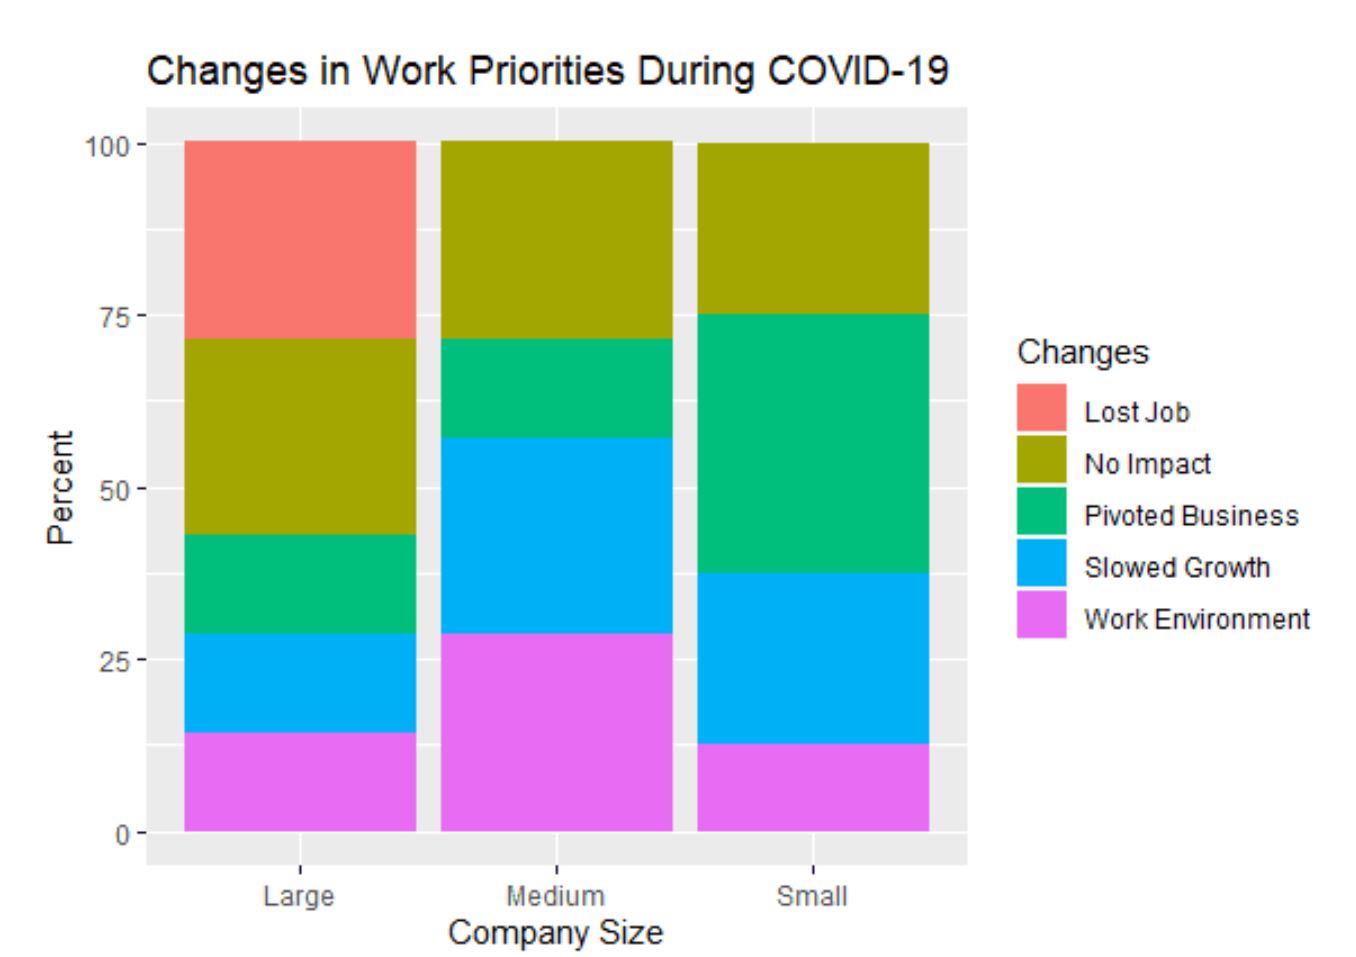 Changes in Work Priorities During COVID-19
100
75
50
25
0
Percent
Large Medium Small
Company Size
Changes
Lost Job
No Impact
Pivoted Business
Slowed Growth
Work Environment